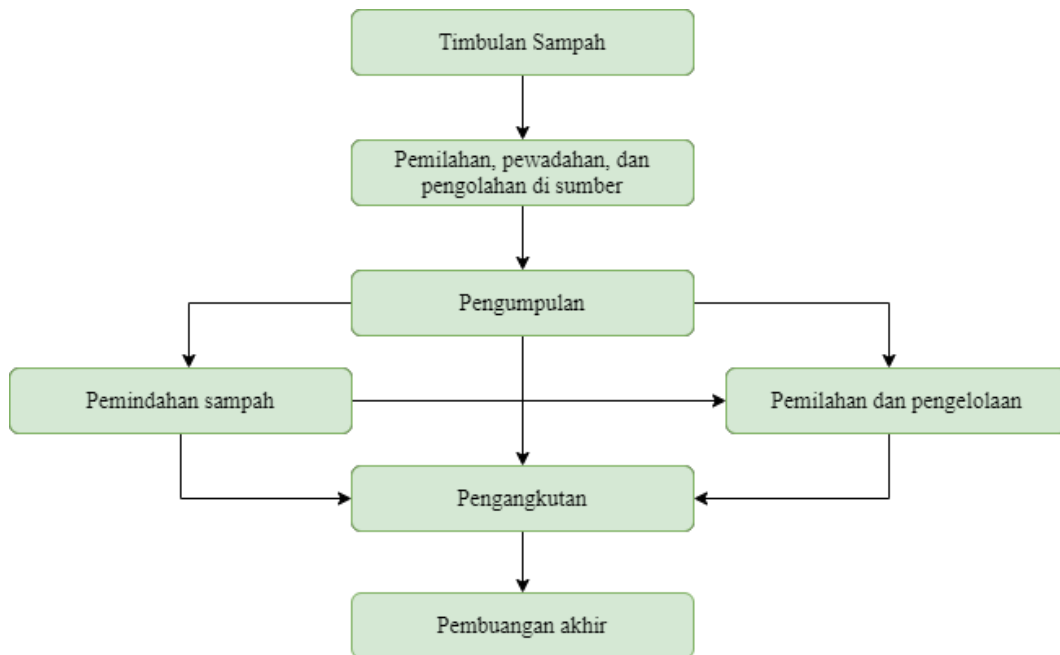 Timbulan Sampah
Pemilahan, pewadahan, dan
pengolahan di sumber
Pengumpulan
Pemindahan sampah
Pemilahan dan pengelolaan
Pengangkutan
Pembuangan akhir